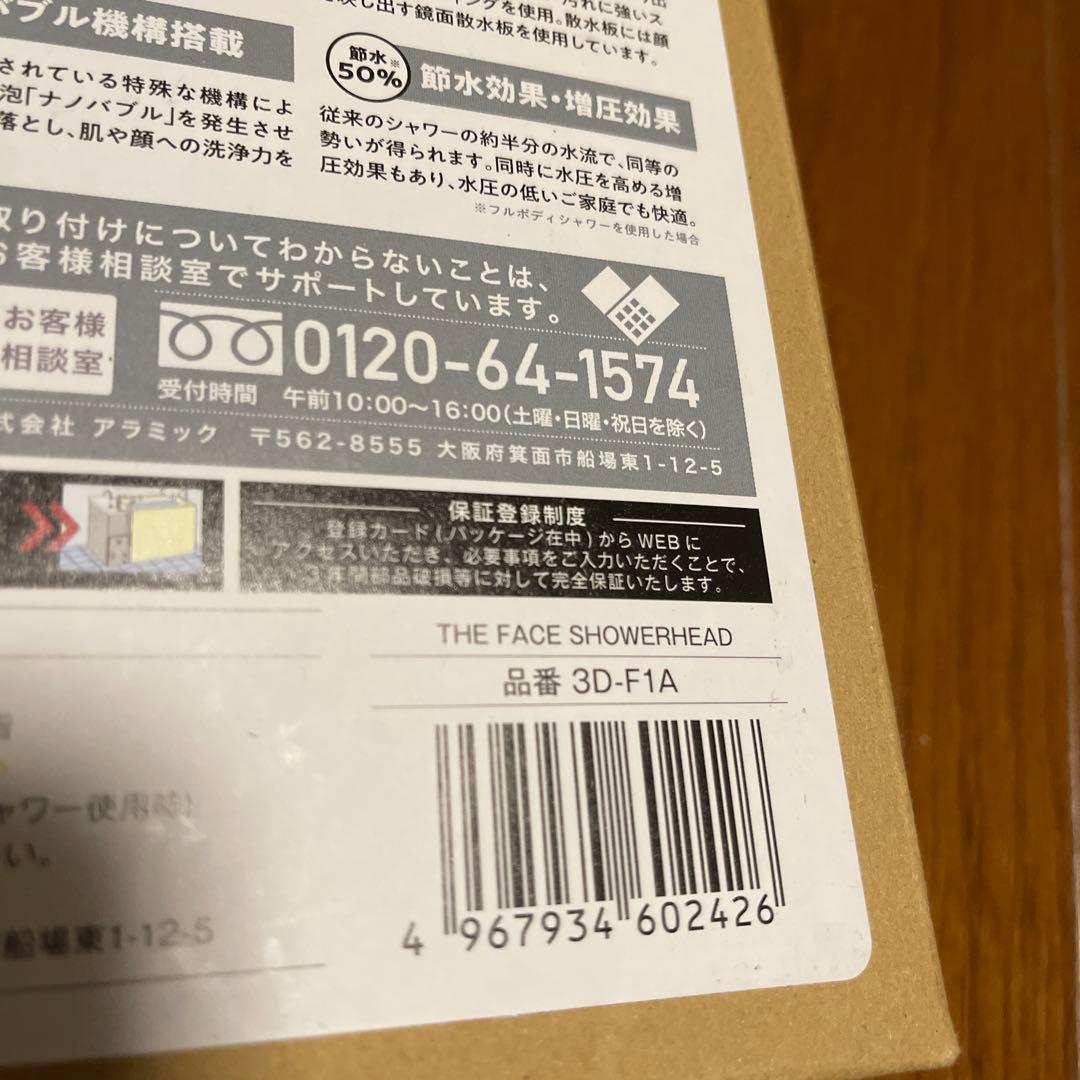 汚れに強いス
ィングを使用。散水板には顔
映し出す鏡面散水板を使用しています。
バブル機構搭載
されている特殊な機構によ
泡「ナノバブル」を発生させ
落とし、肌や顔への洗浄力を
節水※
50%
節水効果・増圧効果
従来のシャワーの約半分の水流で、同等の
勢いが得られます。同時に水圧を高める増
圧効果もあり、水圧の低いご家庭でも快適。
※フルボディシャワーを使用した場合
取り付けについてわからないことは、
お客様相談室でサポートしています。
お客様
相談室
0120-64-1574
受付時間 午前10:00〜16:00(土曜・日曜・祝日を除く)
式会社 アラミック 〒562-8555 大阪府箕面市船場東1-12-5
保証登録制度
登録カード(パッケージ在中)からWEBに
アクセスいただき、必要事項をご入力いただくことで、
3年間部品破損等に対して完全保証いたします。
THE FACE SHOWERHEAD
品番 3D-F1A
ャワー使用時)
い。
船場東1-12-5
4 967934 602426